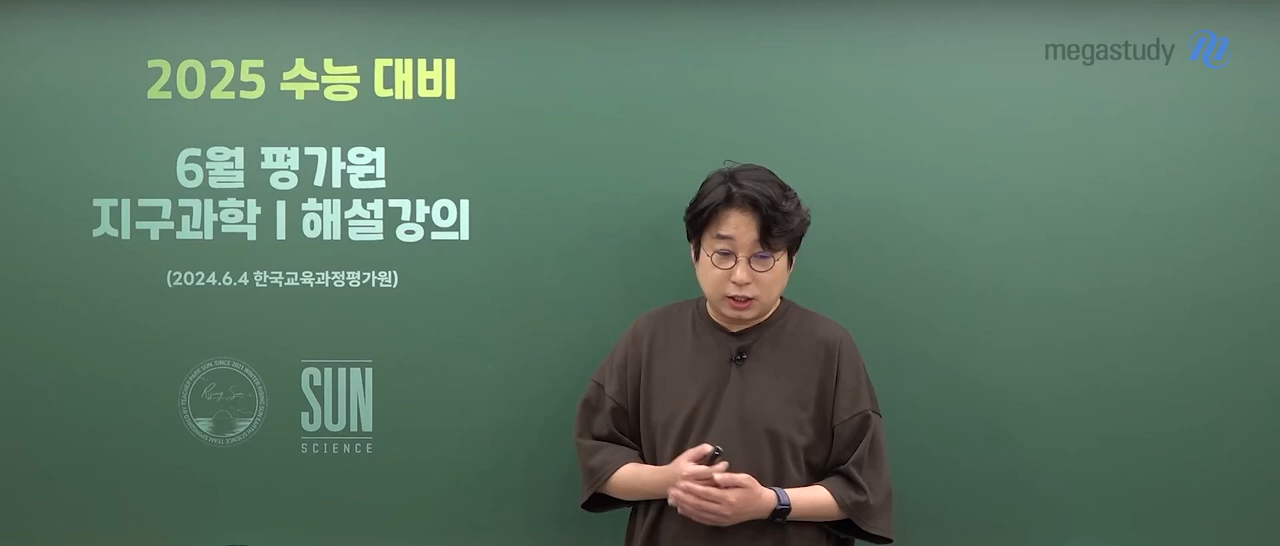 2025 수능 대비
megastudy
6월 평가원
지구과학 I 해설강의
(2024.6.4 한국교육과정평가원)
SUN
SCIENCE